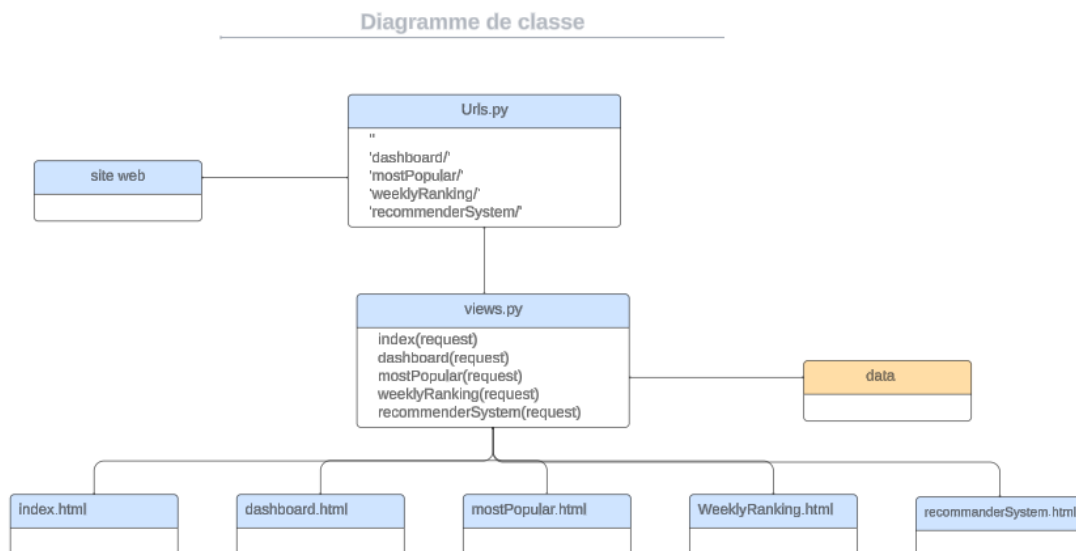 Diagramme de classe
Urls.py
''
'dashboard/'
'mostPopular/'
'weeklyRanking/'
'recommenderSystem/'
site web
views.py
index(request)
dashboard(request)
mostPopular(request)
weeklyRanking(request)
recommenderSystem(request)
data
index.html
dashboard.html
mostPopular.html
WeeklyRanking.html
recommanderSystem.html